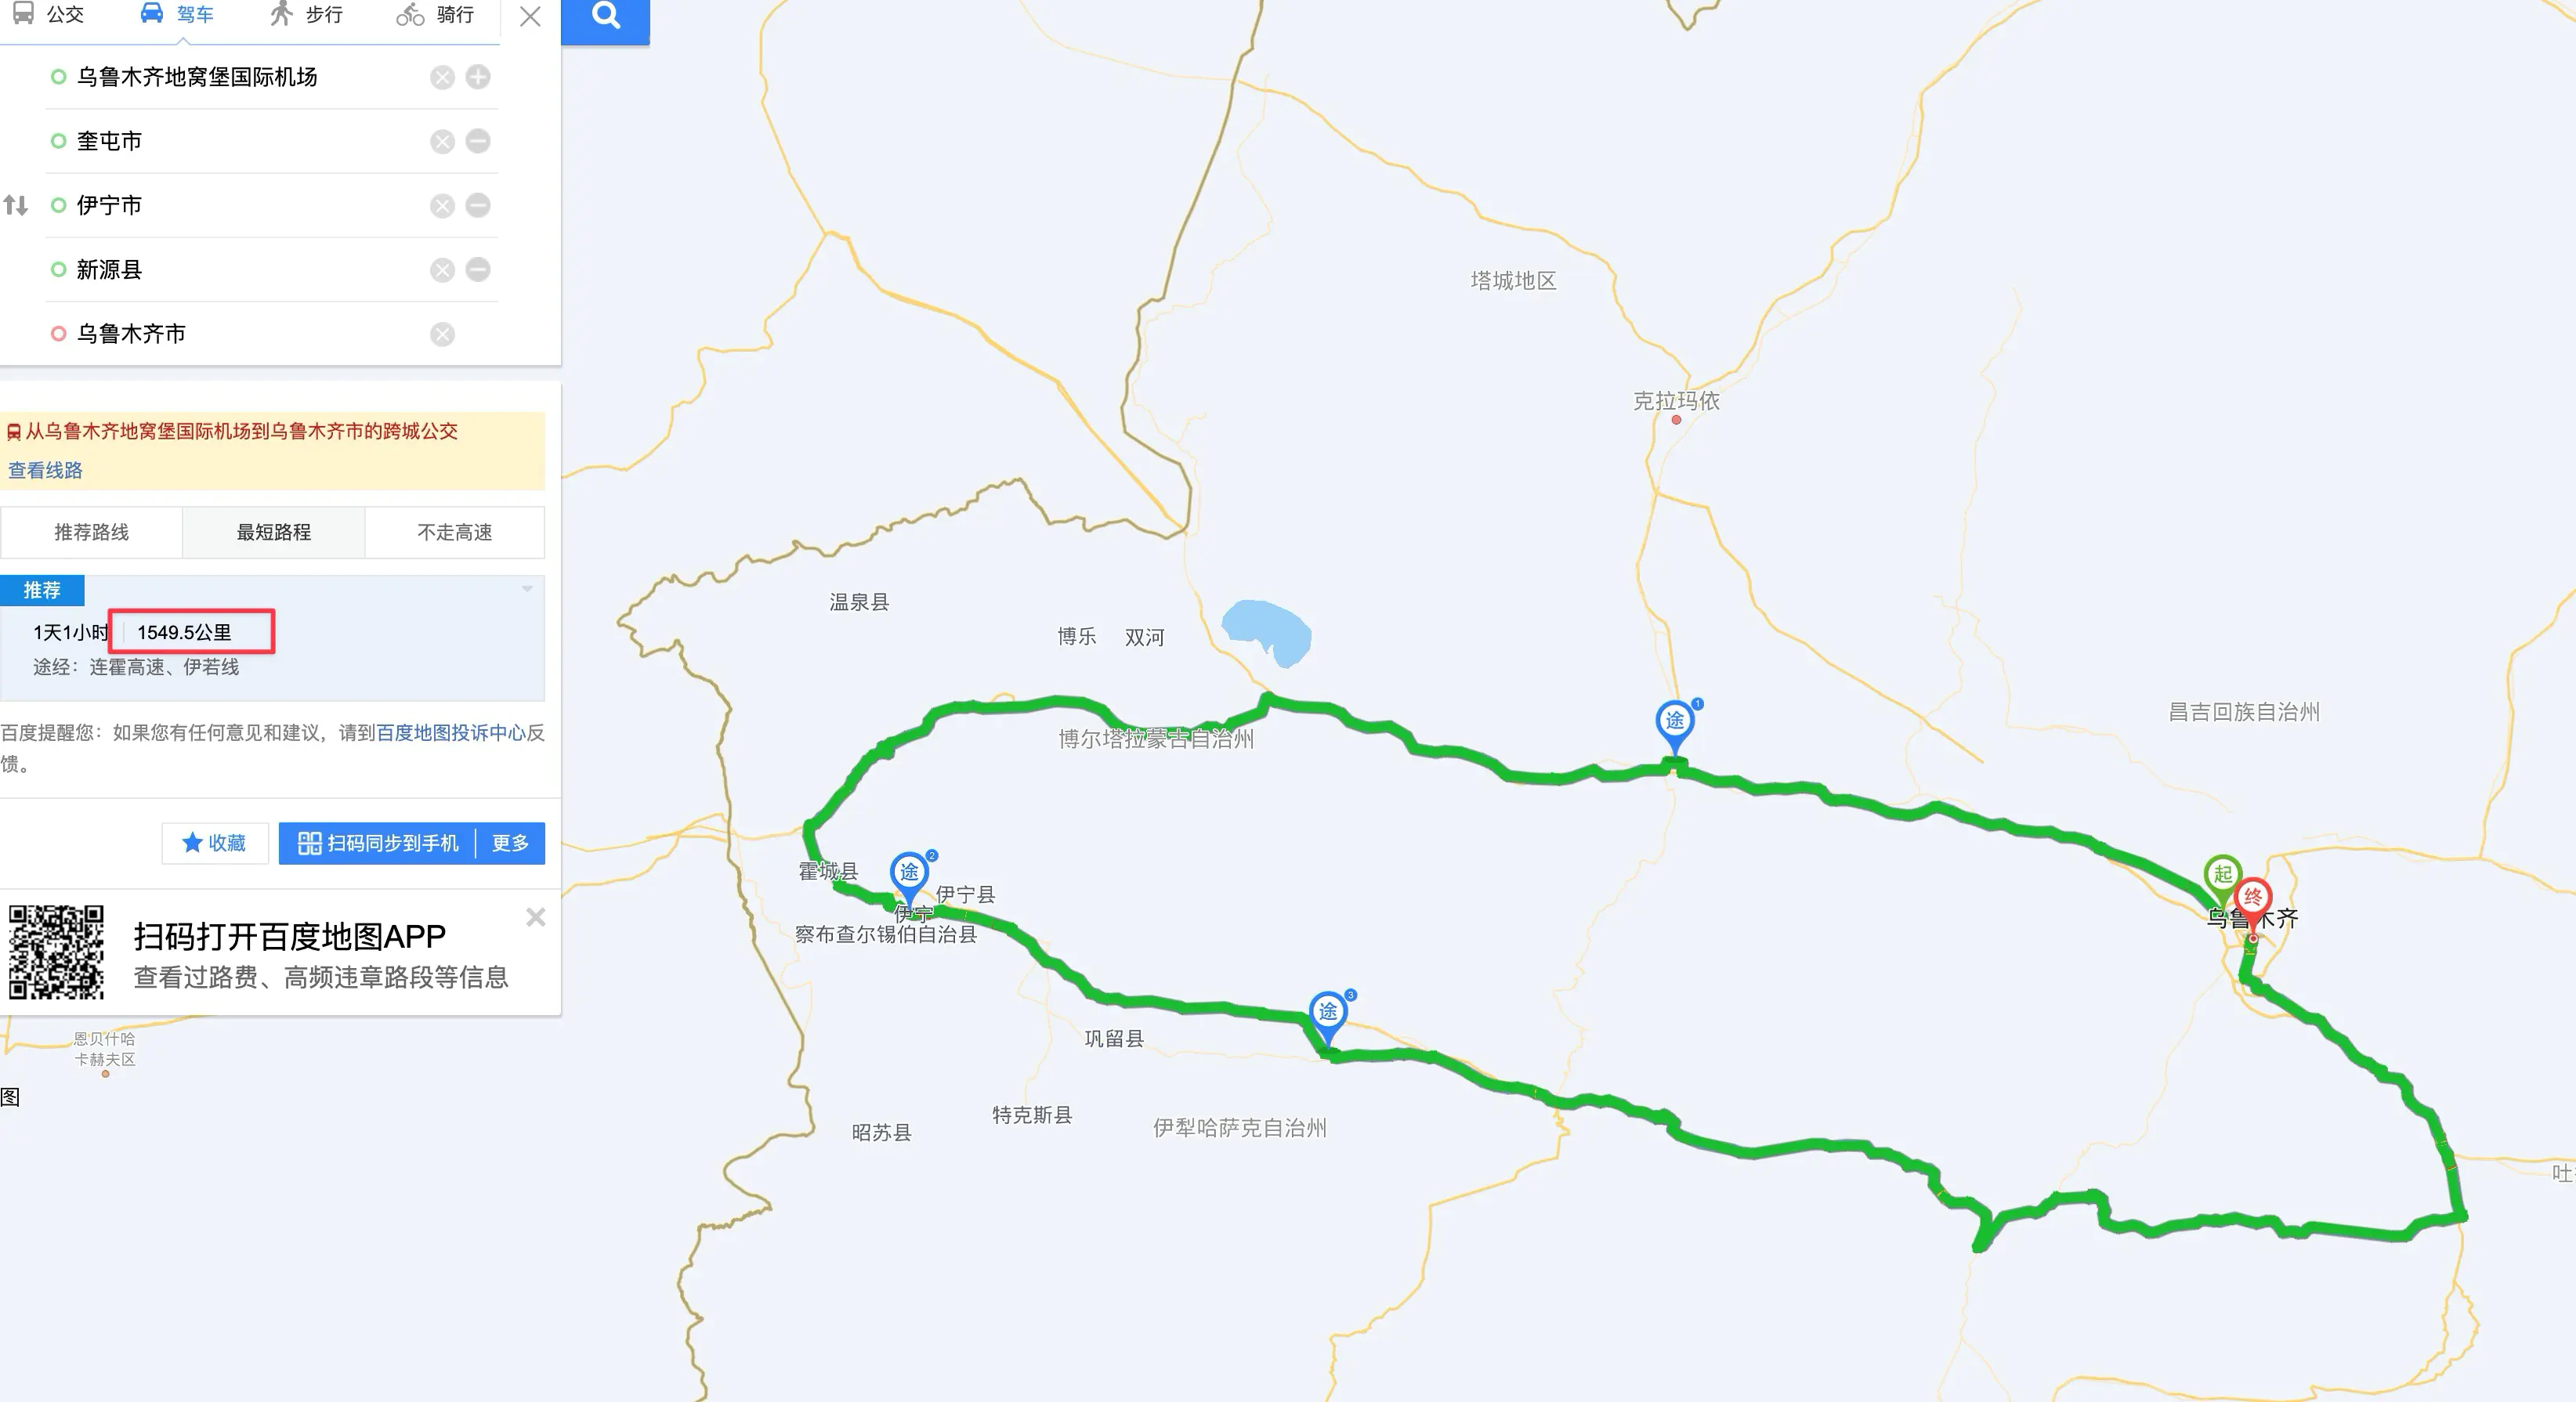 公交 驾车 步行 骑行
乌鲁木齐地窝堡国际机场
奎屯市
伊宁市
新源县
乌鲁木齐市
从乌鲁木齐地窝堡国际机场到乌鲁木齐市的跨城公交
查看线路
推荐路线 最短路程 不走高速
推荐
1天1小时 1549.5公里
途经：连霍高速、伊若线
百度提醒您：如果您有任何意见和建议，请到百度地图投诉中心反
馈。
收藏 扫码同步到手机 更多
扫码打开百度地图APP
查看过路费、高频违章路段等信息
恩贝什哈
卡赫夫区
图
塔城地区
克拉玛依
温泉县
博乐 双河
博尔塔拉蒙古自治州
途 1
昌吉回族自治州
霍城县
途 2
伊宁县
伊宁
察布查尔锡伯自治县
起
终
乌鲁木齐
途 3
巩留县
特克斯县
昭苏县
伊犁哈萨克自治州
吐